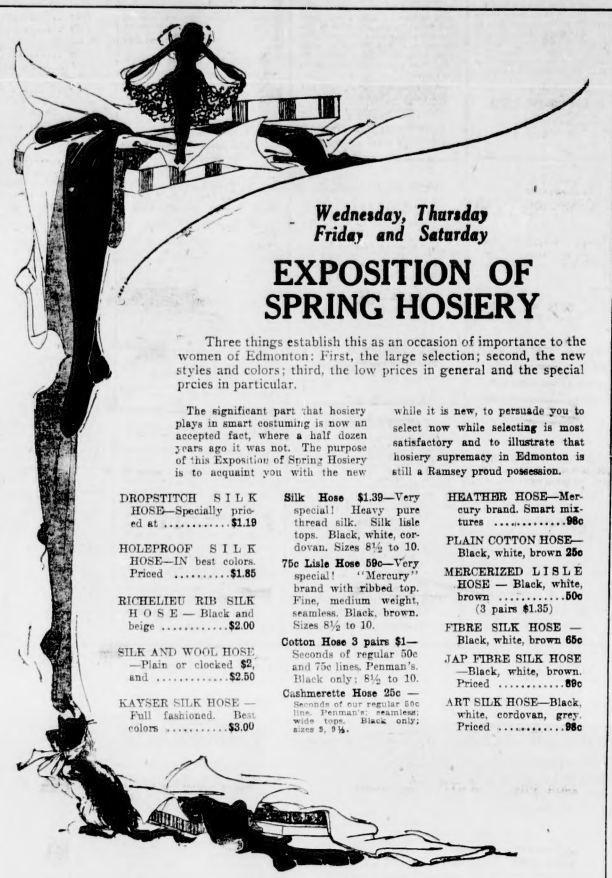 Wednesday, Thursday
Friday and Saturday
EXPOSITION OF
SPRING HOSIERY
Three things establish this as an occasion of importance to the
women of Edmonton: First, the large selection; second, the new
styles and colors; third, the low prices in general and the special
prcies in particular.
The significant part that hosiery
plays in smart costuming is now an
accepted fact, where a half dozen
years ago it was not. The purpose
of this Exposition of Spring Hosiery
is to acquaint you with the new
while it is new, to persuade you to
select now while selecting is most
satisfactory and to illustrate that
hosiery supremacy in Edmonton is
still a Ramsey proud possession.
DROPSTITCH SILK
HOSE—Specially pric-
ed at ............$1.19
HOLEPROOF SILK
HOSE—IN best colors.
Priced ..........$1.85
RICHELIEU RIB SILK
HOSE — Black and
beige ............$2.00
SILK AND WOOL HOSE
—Plain or clocked $2,
and .............$2.50
KAYSER SILK HOSE —
Full fashioned. Best
colors ...........$3.00
Silk Hose $1.39—Very
special! Heavy pure
thread silk. Silk lisle
tops. Black, white, cor-
dovan. Sizes 8½ to 10.
75c Lisle Hose 59c—Very
special! "Mercury"
brand with ribbed top.
Fine, medium weight,
seamless. Black, brown.
Sizes 8½ to 10.
Cotton Hose 3 pairs $1—
Seconds of regular 50c
and 75c lines. Penman's.
Black only; 8½ to 10.
Cashmerette Hose 25c —
Seconds of our regular 50c
line. Penman's; seamless;
wide tops. Black only;
sizes 9, 9½.
HEATHER HOSE—Mer-
cury brand. Smart mix-
tures .............98c
PLAIN COTTON HOSE—
Black, white, brown 25c
MERCERIZED LISLE
HOSE — Black, white,
brown .............50c
(3 pairs $1.35)
FIBRE SILK HOSE —
Black, white, brown 65c
JAP FIBRE SILK HOSE
—Black, white, brown.
Priced ............89c
ART SILK HOSE—Black,
white, cordovan, grey.
Priced ............98c